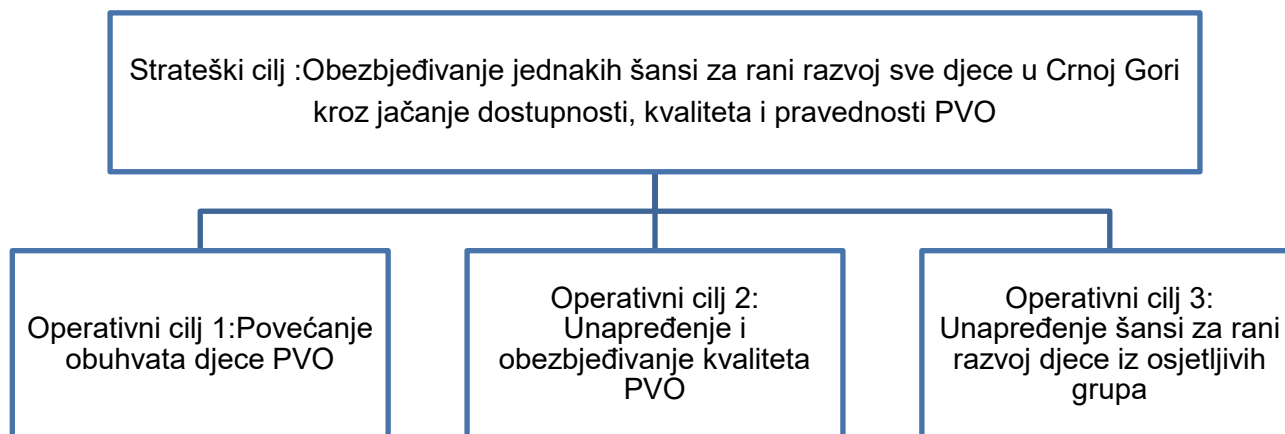 Strateški cilj :Obezbjeđivanje jednakih šansi za rani razvoj sve djece u Crnoj Gori
kroz jačanje dostupnosti, kvaliteta i pravednosti PVO
Operativni cilj 1:Povećanje
obuhvata djece PVO
Operativni cilj 2:
Unapređenje i
obezbjeđivanje kvaliteta
PVO
Operativni cilj 3:
Unapređenje šansi za rani
razvoj djece iz osjetljivih
grupa